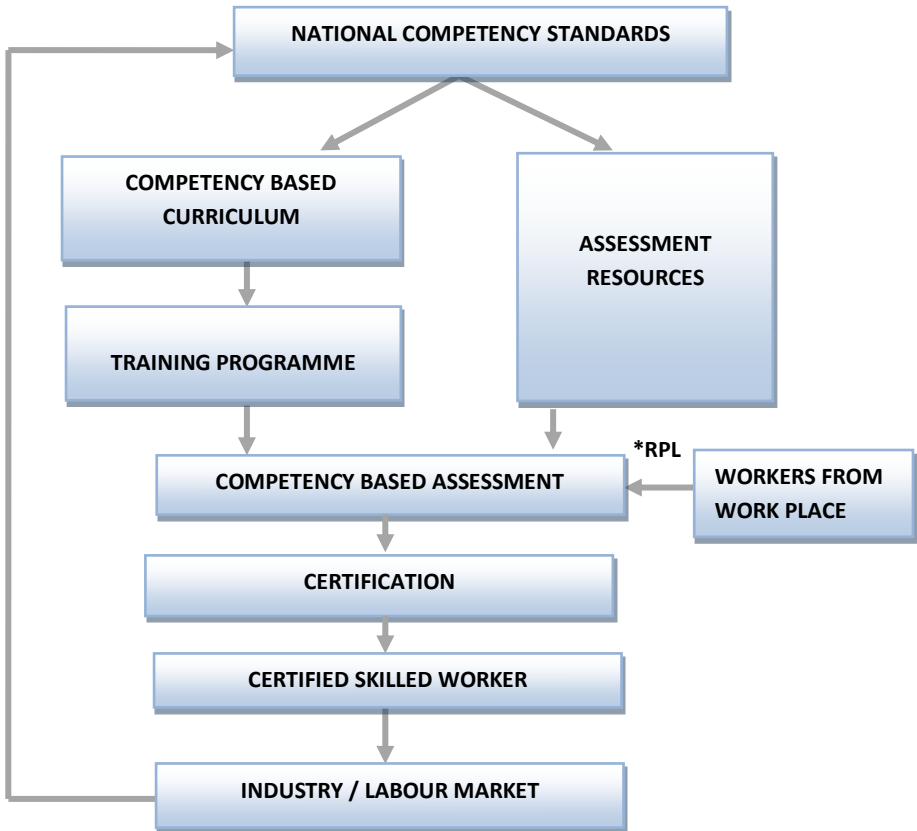 NATIONAL COMPETENCY STANDARDS
COMPETENCY BASED
CURRICULUM
ASSESSMENT
RESOURCES
TRAINING PROGRAMME
*RPL
COMPETENCY BASED ASSESSMENT
WORKERS FROM
WORK PLACE
CERTIFICATION
CERTIFIED SKILLED WORKER
INDUSTRY / LABOUR MARKET